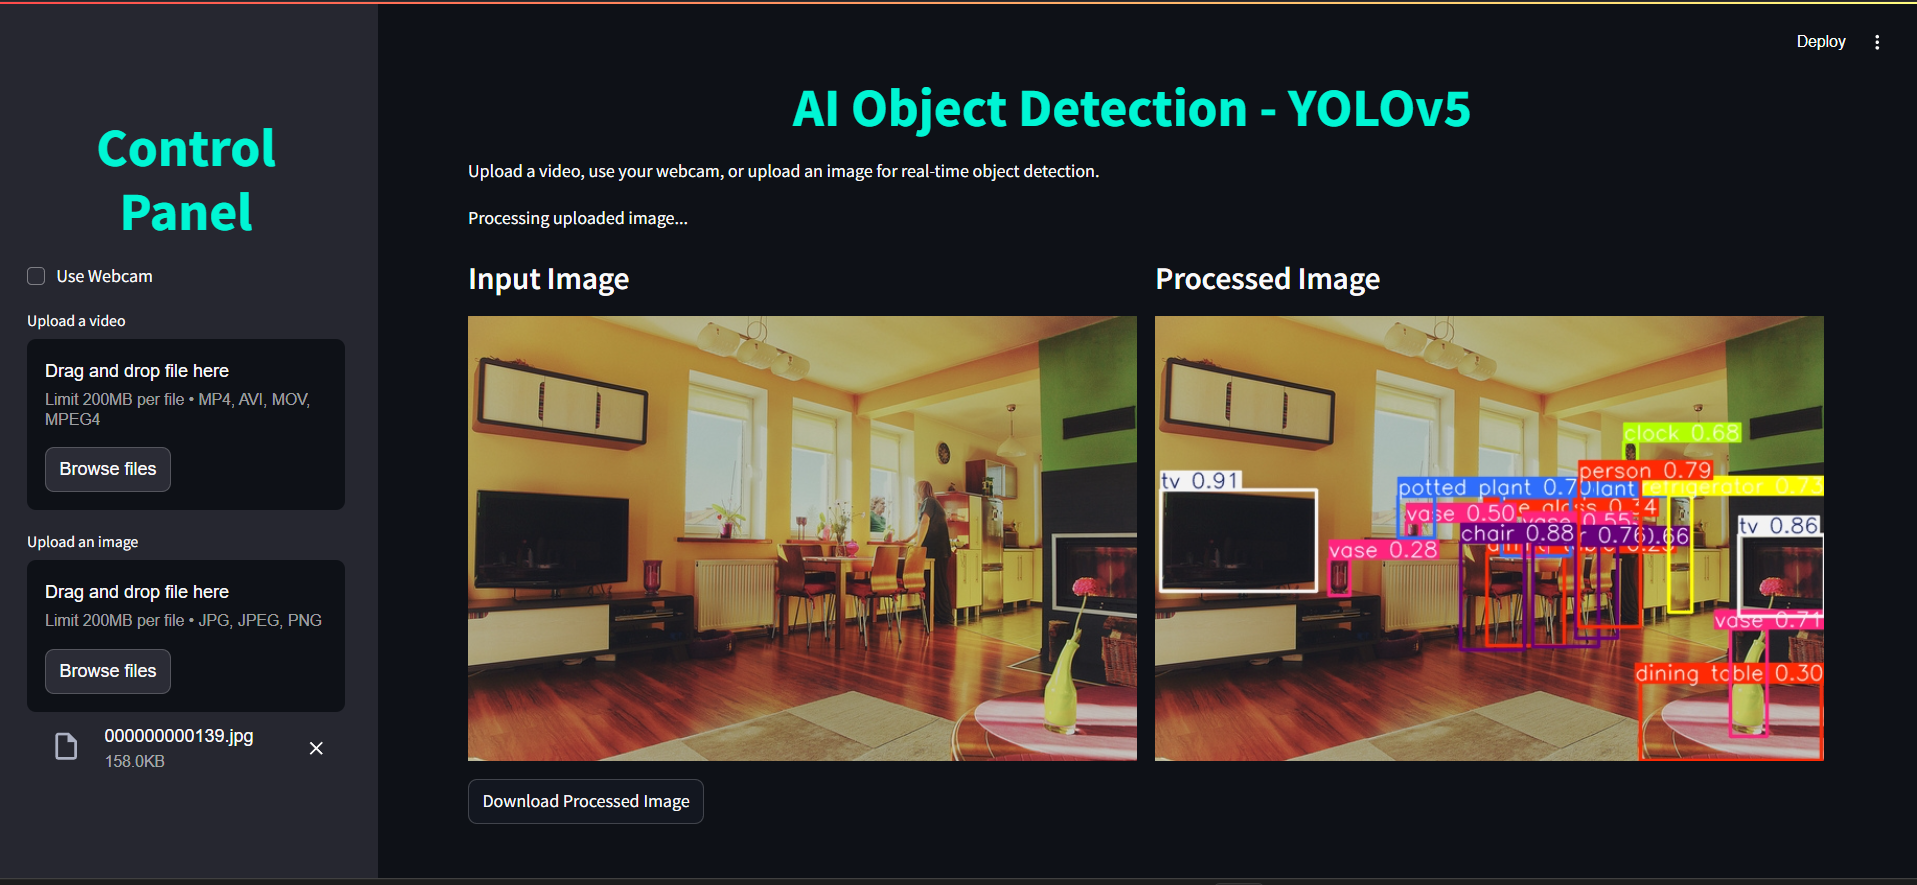 Deploy
Control
Panel
Use Webcam
Upload a video
Drag and drop file here
Limit 200MB per file • MP4, AVI, MOV,
MPEG4
Browse files
Upload an image
Drag and drop file here
Limit 200MB per file • JPG, JPEG, PNG
Browse files
000000000139.jpg
158.0KB
AI Object Detection - YOLOv5
Upload a video, use your webcam, or upload an image for real-time object detection.
Processing uploaded image...
Input Image
Processed Image
clock 0.68
person 0.79
tv 0.91
potted plant 0.7
refrigerator 0.73
vase 0.50
tv 0.86
chair 0.88
0.76
vase 0.28
vase 0.71
dining table 0.30
Download Processed Image